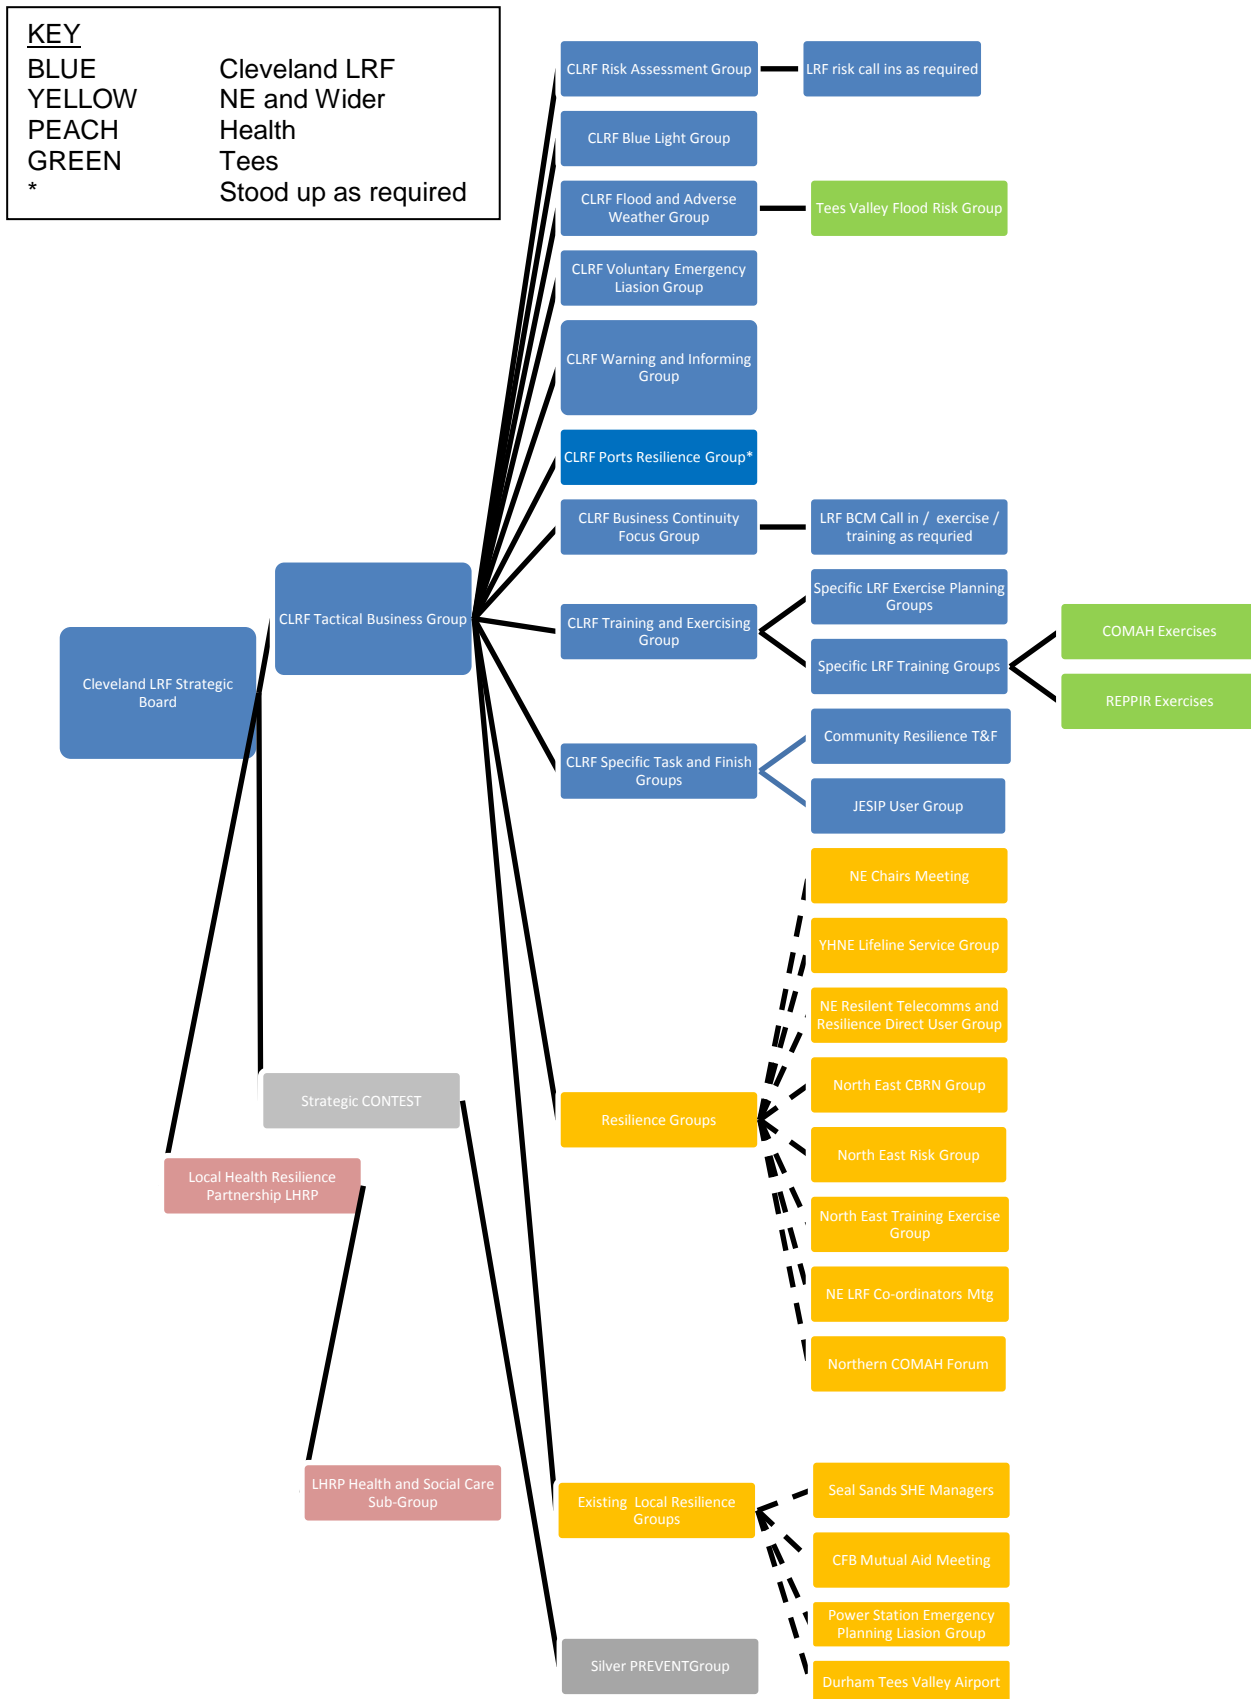 KEY
BLUE Cleveland LRF
YELLOW NE and Wider
PEACH Health
GREEN Tees
* Stood up as required
CLRF Risk Assessment Group
LRF risk call ins as required
CLRF Blue Light Group
CLRF Flood and Adverse
Weather Group
Tees Valley Flood Risk Group
CLRF Voluntary Emergency
Liasion Group
CLRF Warning and Informing
Group
CLRF Ports Resilience Group*
CLRF Business Continuity
Focus Group
LRF BCM Call in / exercise /
training as requried
CLRF Tactical Business Group
CLRF Training and Exercising
Group
Specific LRF Exercise Planning
Groups
Specific LRF Training Groups
COMAH Exercises
REPPIR Exercises
Cleveland LRF Strategic
Board
CLRF Specific Task and Finish
Groups
Community Resilience T&F
JESIP User Group
NE Chairs Meeting
YHNE Lifeline Service Group
NE Resilent Telecomms and
Resilience Direct User Group
North East CBRN Group
Strategic CONTEST
Resilience Groups
North East Risk Group
Local Health Resilience
Partnership LHRP
North East Training Exercise
Group
NE LRF Co-ordinators Mtg
Northern COMAH Forum
LHRP Health and Social Care
Sub-Group
Existing Local Resilience
Groups
Seal Sands SHE Managers
CFB Mutual Aid Meeting
Power Station Emergency
Planning Liasion Group
Silver PREVENTGroup
Durham Tees Valley Airport